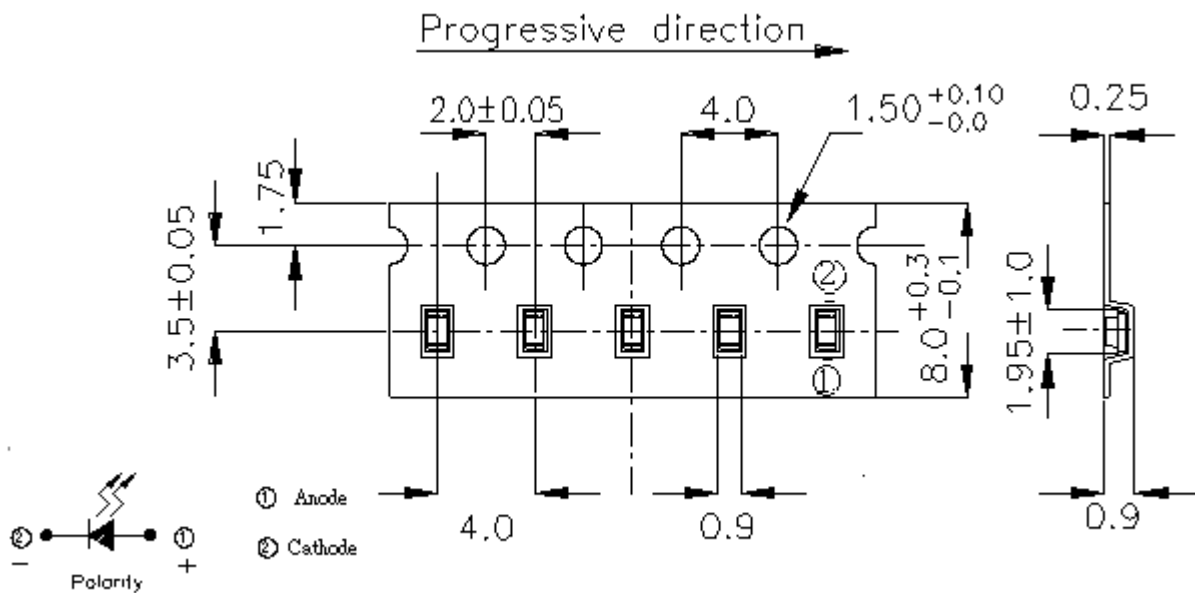 Progressive direction
2.0±0.05
4.0
1.50 +0.10 -0.0
0.25
1.75
3.5±0.05
②
①
8.0 +0.3 -0.1
1.95±1.0
4.0
0.9
0.9
① Anode
② Cathode
② ①
− +
Polarity